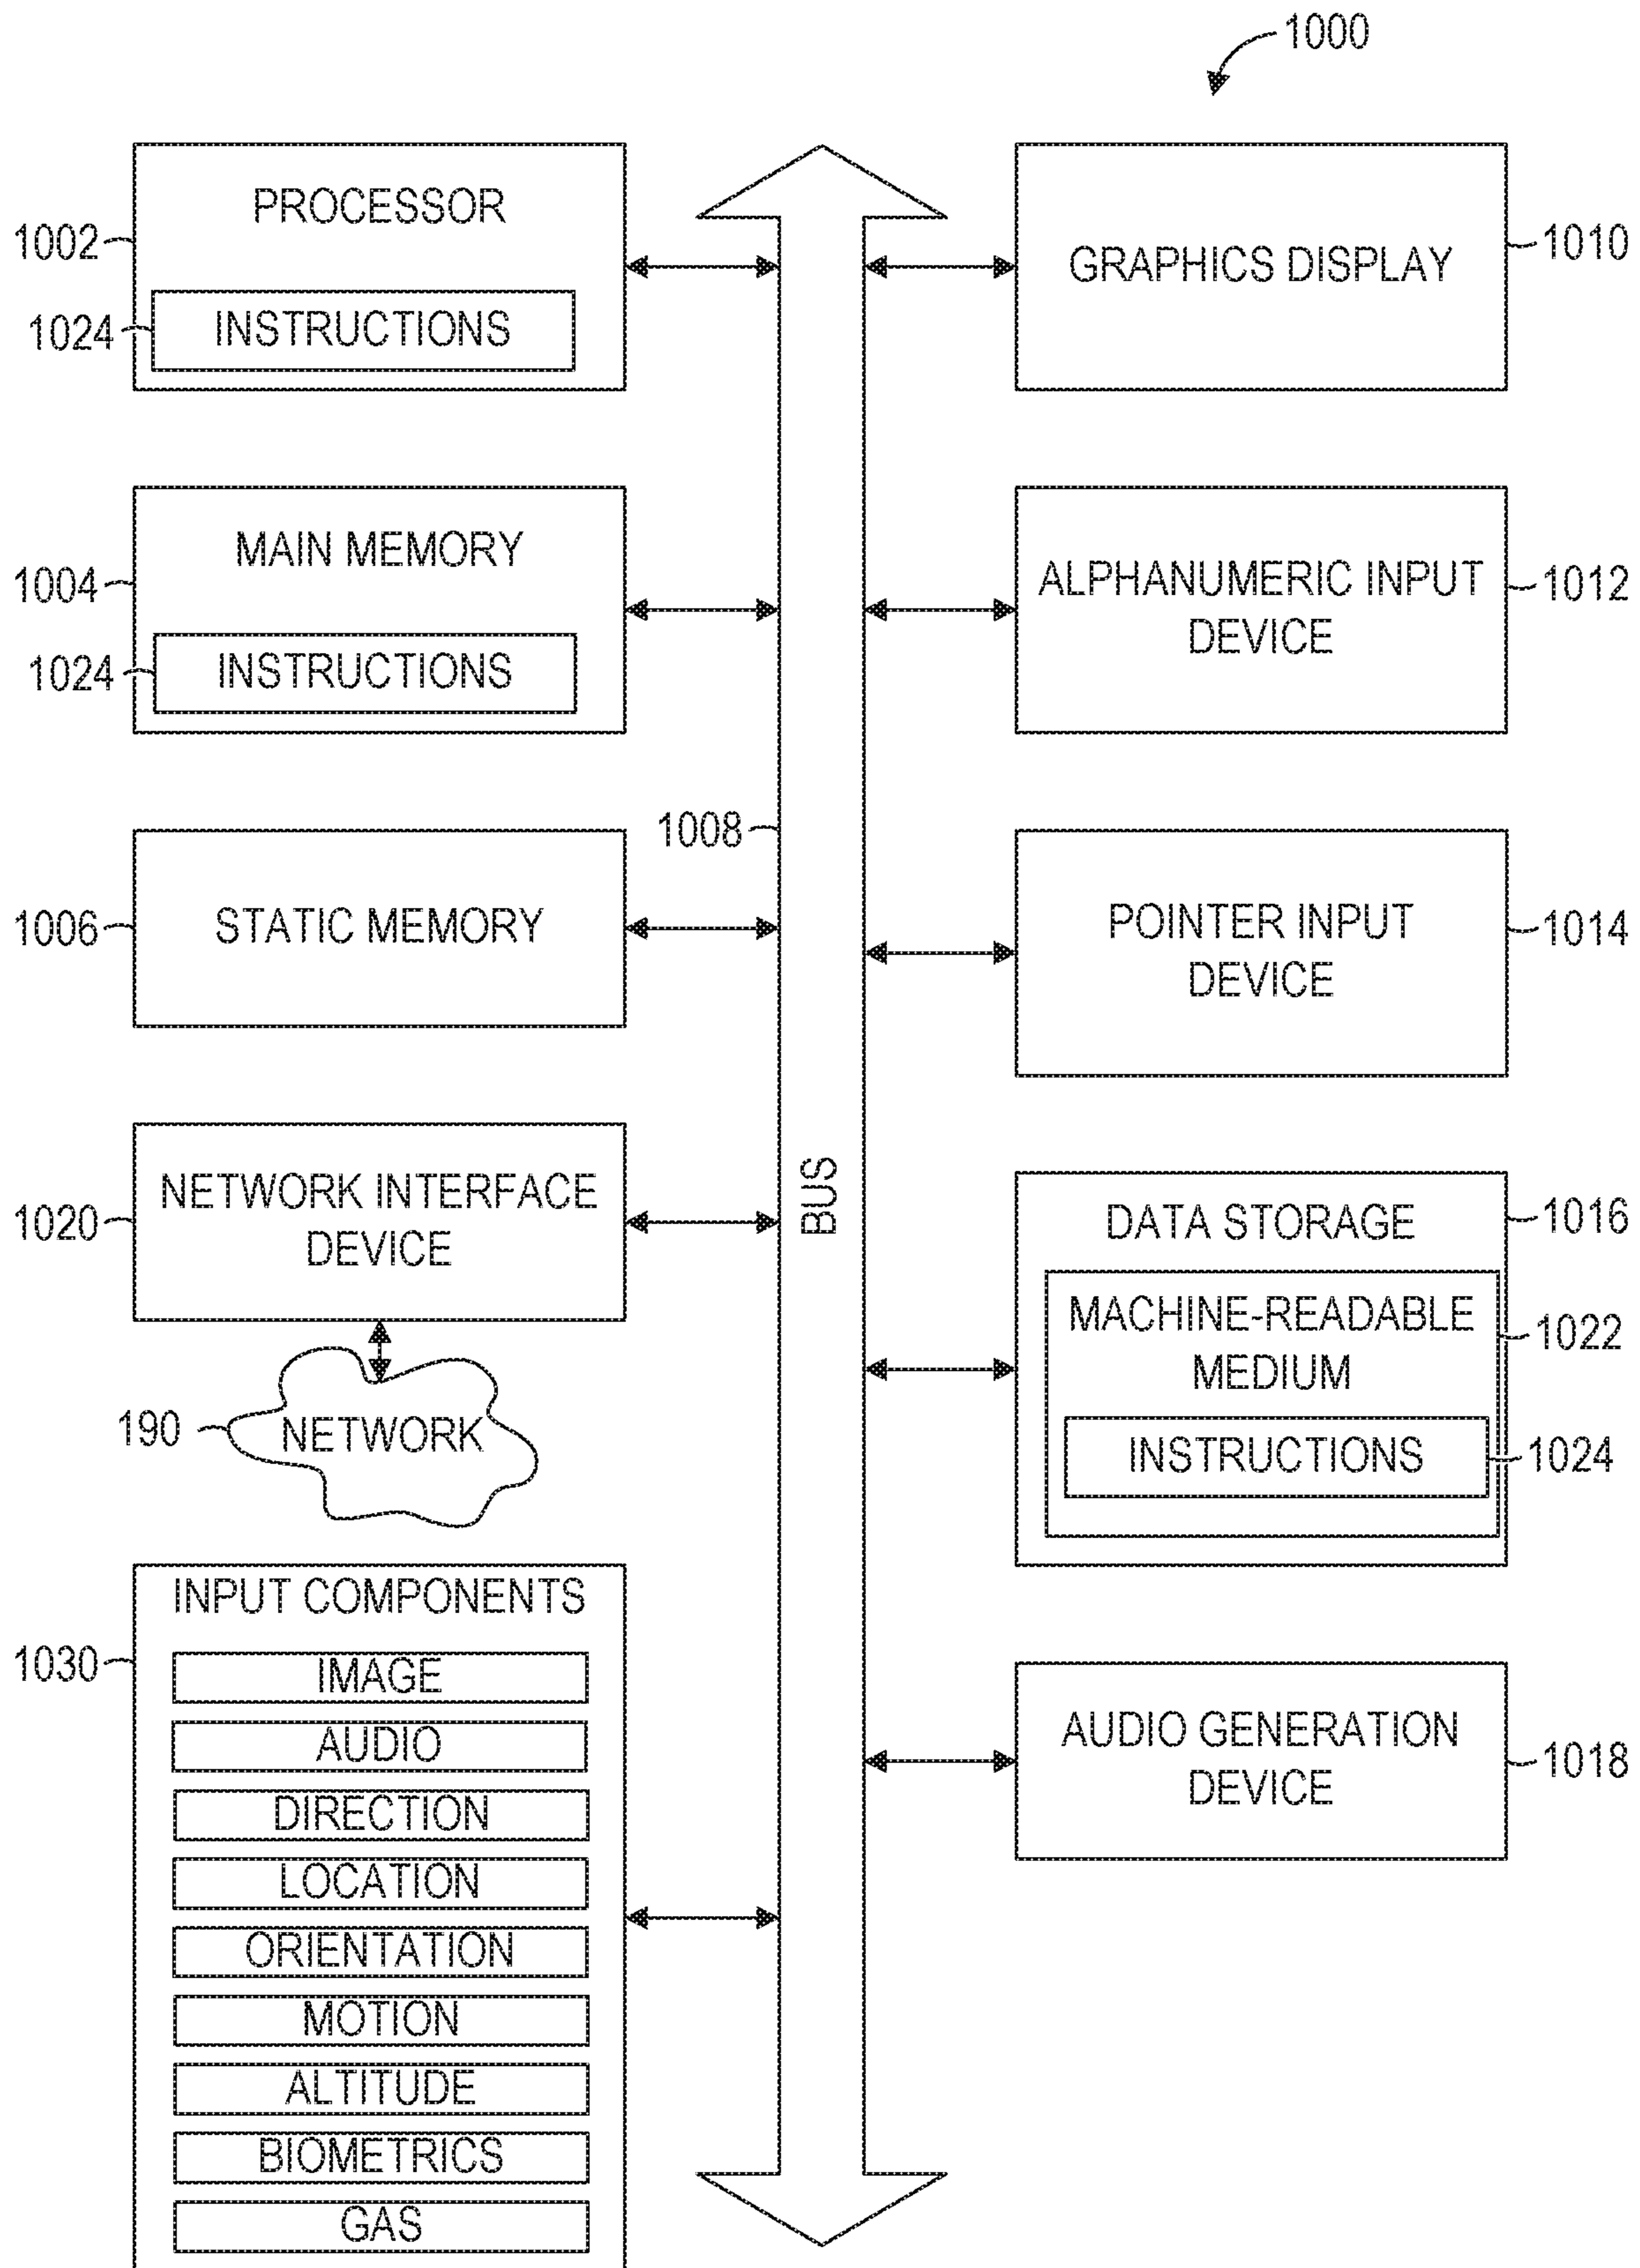 1000
PROCESSOR
1002
1024
INSTRUCTIONS
MAIN MEMORY
1004
1024
INSTRUCTIONS
1006
STATIC MEMORY
NETWORK INTERFACE
DEVICE
1020
190
NETWORK
INPUT COMPONENTS
1030
IMAGE
AUDIO
DIRECTION
LOCATION
ORIENTATION
MOTION
ALTITUDE
BIOMETRICS
GAS
1008
BUS
GRAPHICS DISPLAY
1010
ALPHANUMERIC INPUT
DEVICE
1012
POINTER INPUT
DEVICE
1014
DATA STORAGE
1016
MACHINE-READABLE
MEDIUM
1022
INSTRUCTIONS
1024
AUDIO GENERATION
DEVICE
1018